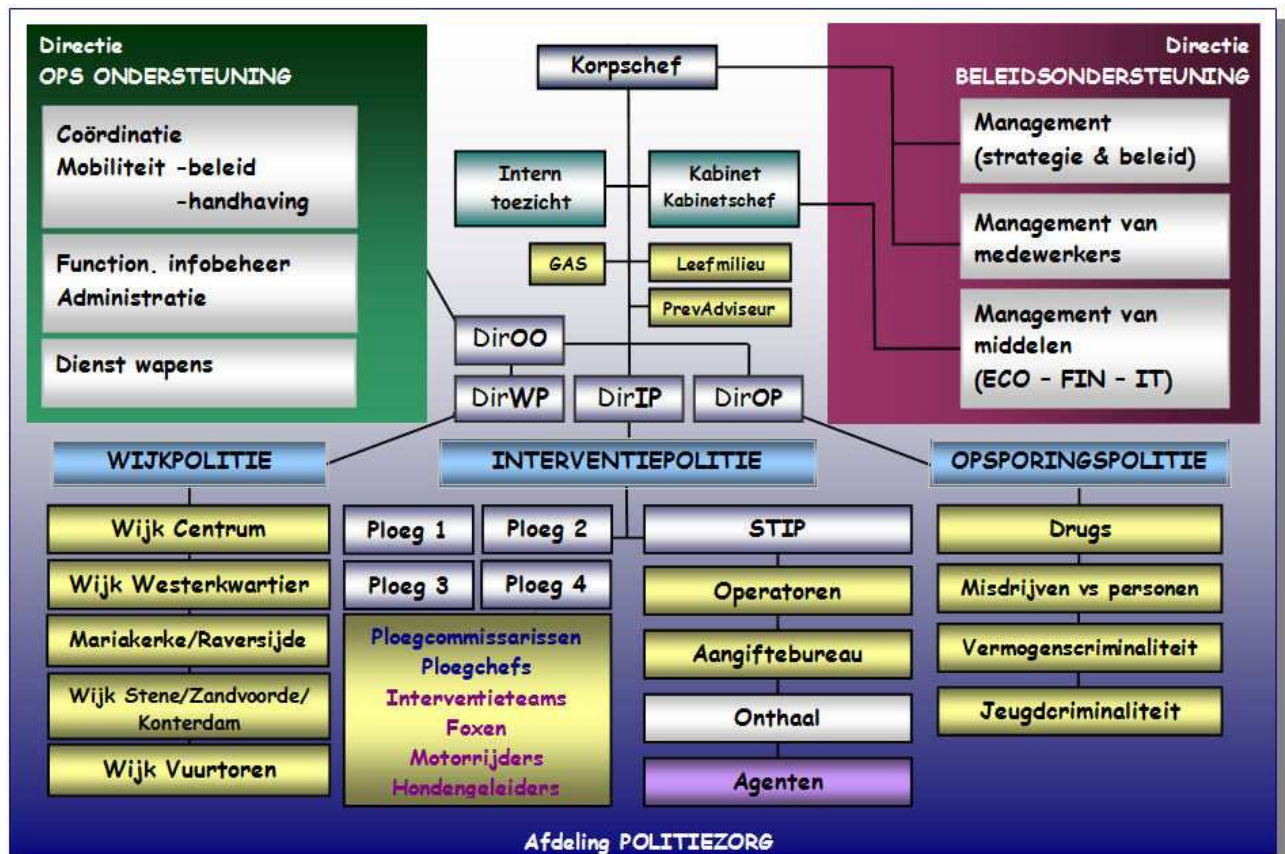 Directie
OPS ONDERSTEUNING
Coördinatie
Mobiliteit -beleid
-handhaving
Function. infobeheer
Administratie
Dienst wapens
Korpschef
Intern
toezicht
Kabinet
Kabinetschef
GAS
Leefmilieu
PrevAdviseur
DirOO
DirWP
DirIP
DirOP
Directie
BELEIDSONDERSTEUNING
Management
(strategie & beleid)
Management van
medewerkers
Management van
middelen
(ECO - FIN - IT)
WIJKPOLITIE
Wijk Centrum
Wijk Westerkwartier
Mariakerke/Raversijde
Wijk Stene/Zandvoorde/
Konterdam
Wijk Vuurtoren
INTERVENTIEPOLITIE
Ploeg 1
Ploeg 2
Ploeg 3
Ploeg 4
Ploegcommissarissen
Ploegchefs
Interventieteams
Foxen
Motorrijders
Hondengeleiders
STIP
Operatoren
Aangiftebureau
Onthaal
Agenten
OPSPORINGSPOLITIE
Drugs
Misdrijven vs personen
Vermogenscriminaliteit
Jeugdcriminaliteit
Afdeling POLITIEZORG